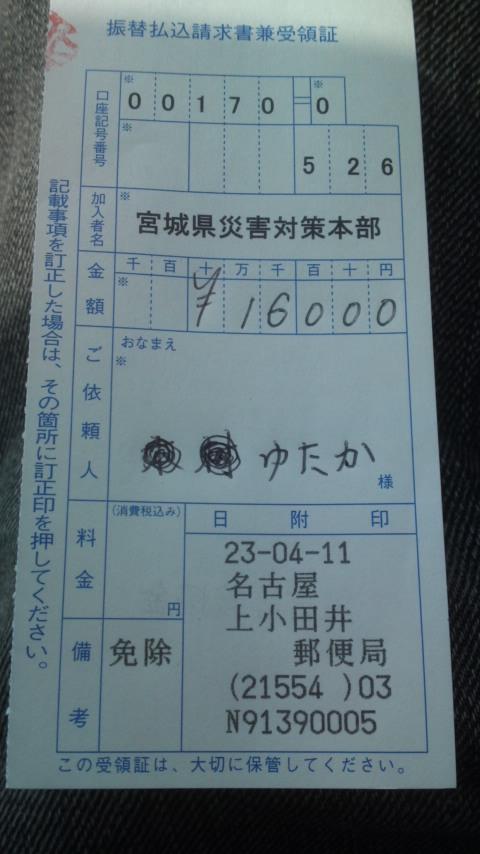 振替払込請求書兼受領証
口座記号番号
※
00170
※
0
※
526
加入者名
※
宮城県災害対策本部
金額
千百十万千百十円
※
¥16000
ご依頼人
おなまえ
※
ゆたか
様
料金
(消費税込み)
円
日附印
23-04-11
名古屋
上小田井
郵便局
(21554 )03
N91390005
備考
免除
記載事項を訂正した場合は、その箇所に訂正印を押してください。
この受領証は、大切に保管してください。